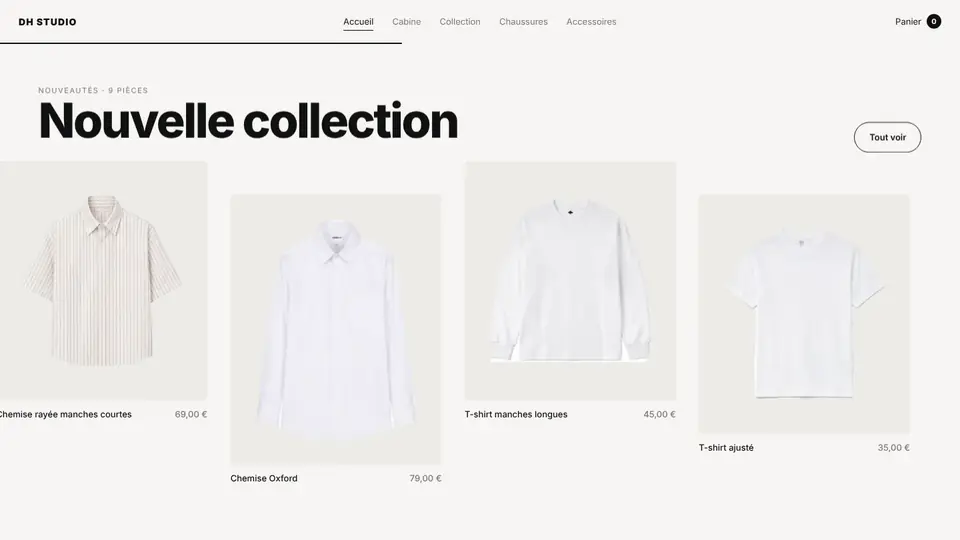 DH STUDIO
Accueil Cabine Collection Chaussures Accessoires
Panier 0
NOUVEAUTÉS · 9 PIÈCES
Nouvelle collection
Tout voir
Chemise rayée manches courtes 69,00 €
T-shirt manches longues 45,00 €
T-shirt ajusté 35,00 €
Chemise Oxford 79,00 €